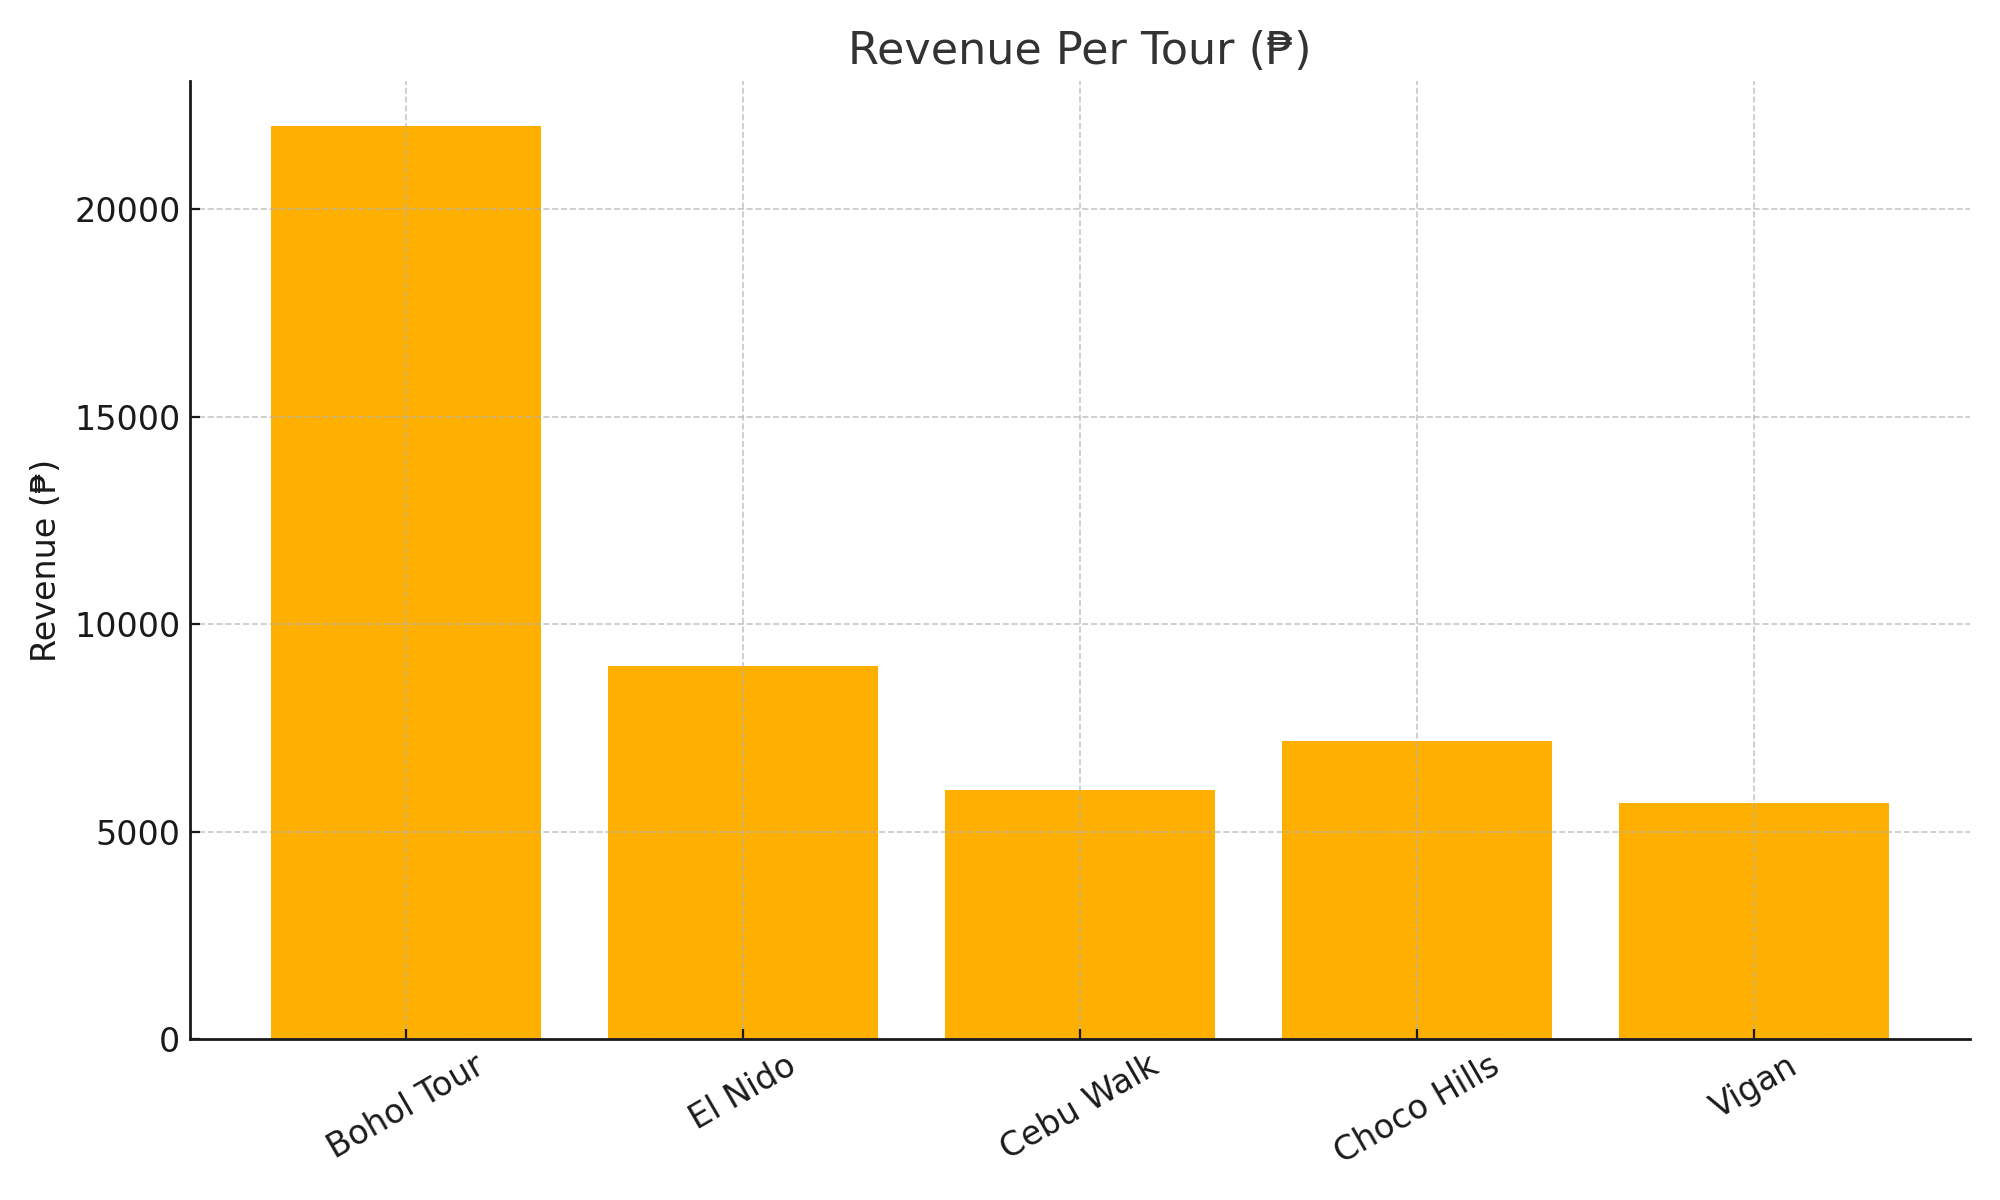 Revenue Per Tour (₱)
Revenue (₱)
20000
15000
10000
5000
0
Bohol Tour
El Nido
Cebu Walk
Choco Hills
Vigan